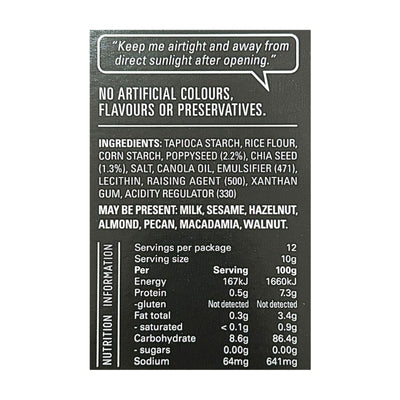 "Keep me airtight and away from
direct sunlight after opening."
NO ARTIFICIAL COLOURS,
FLAVOURS OR PRESERVATIVES.
INGREDIENTS: TAPIOCA STARCH, RICE FLOUR,
CORN STARCH, POPPYSEED (2.2%), CHIA SEED
(1.3%), SALT, CANOLA OIL, EMULSIFIER (471),
LECITHIN, RAISING AGENT (500), XANTHAN
GUM, ACIDITY REGULATOR (330)
MAY BE PRESENT: MILK, SESAME, HAZELNUT,
ALMOND, PECAN, MACADAMIA, WALNUT.
NUTRITION INFORMATION
Servings per package 12
Serving size 10g
Per Serving 100g
Energy 167kJ 1660kJ
Protein 0.5g 7.3g
-gluten Not detected Not detected
Fat total 0.3g 3.4g
- saturated < 0.1g 0.9g
Carbohydrate 8.6g 86.4g
- sugars 0.00g 0.00g
Sodium 64mg 641mg